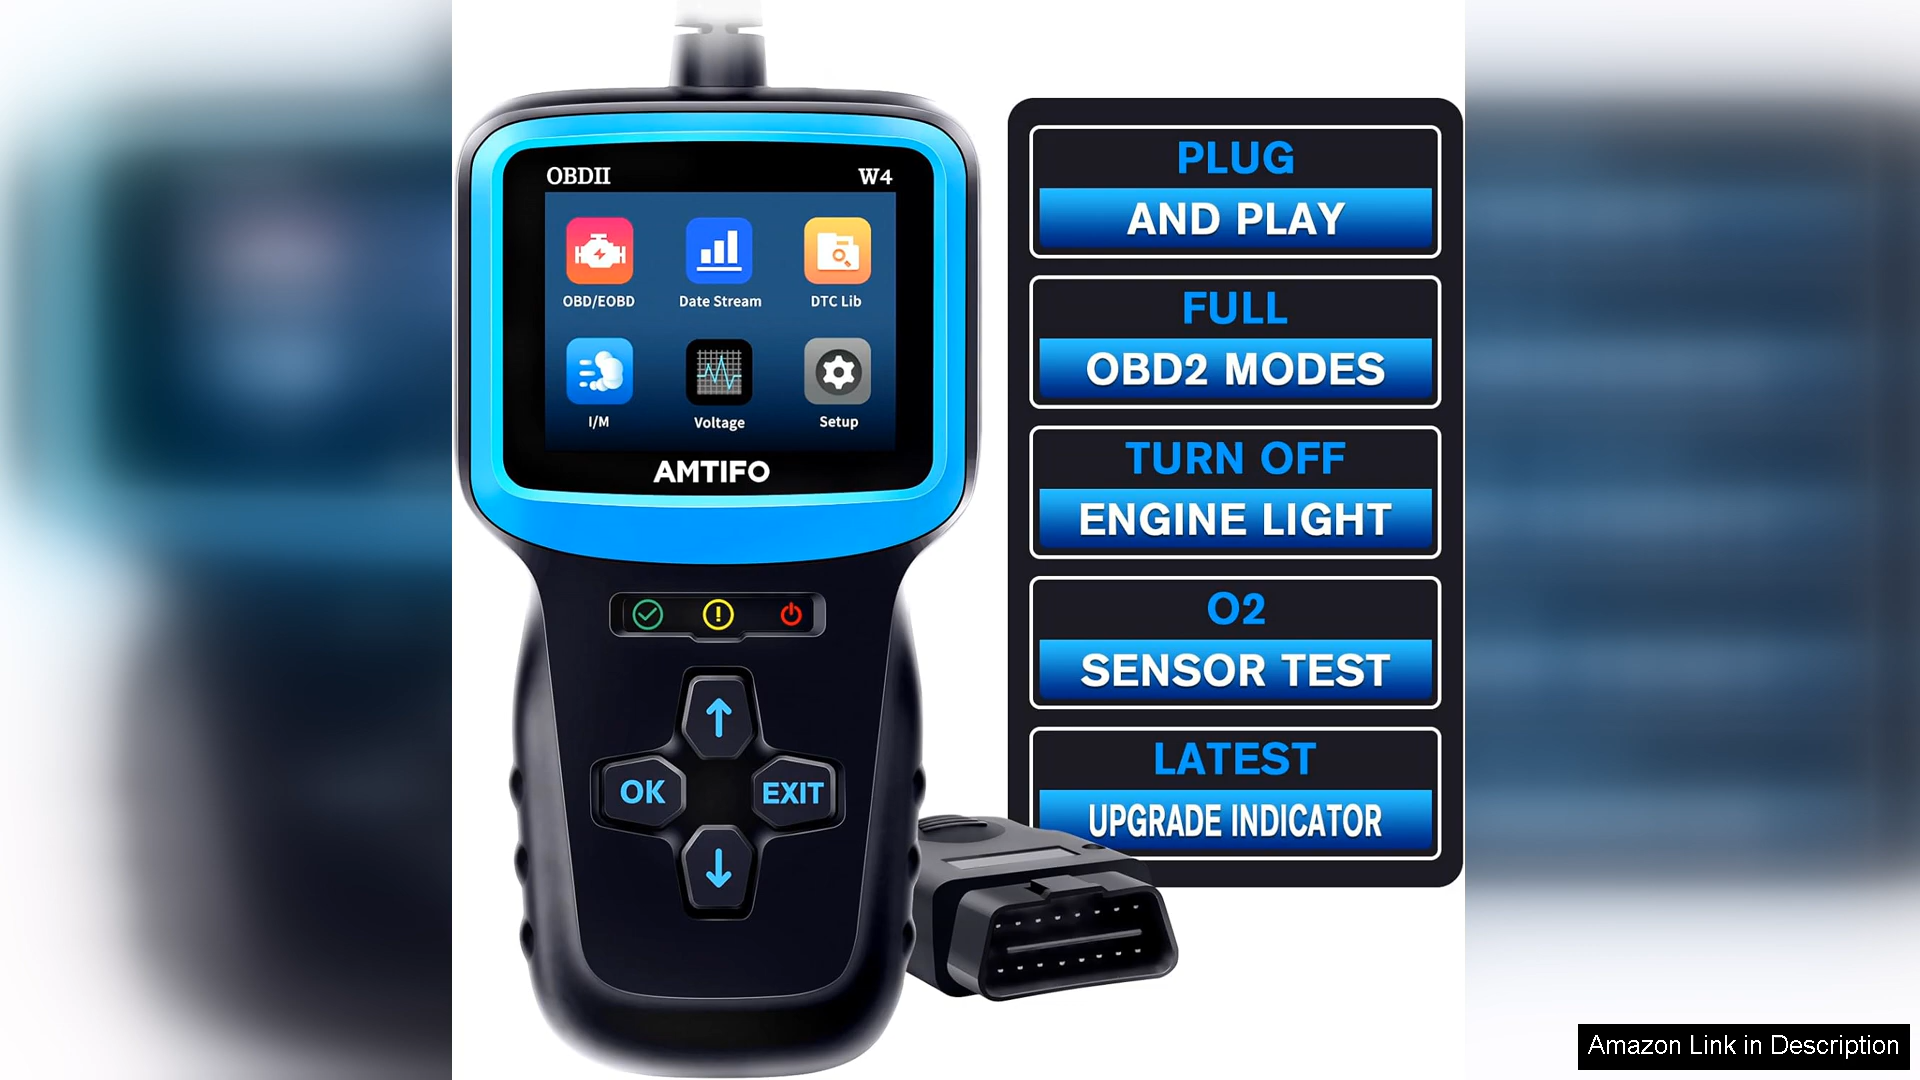 OBDII
W4
OBD/EOBD
Date Stream
DTC Lib
I/M
Voltage
Setup
AMTIFO
OK
EXIT
PLUG
AND PLAY
FULL
OBD2 MODES
TURN OFF
ENGINE LIGHT
O2
SENSOR TEST
LATEST
UPGRADE INDICATOR
Amazon Link in Description